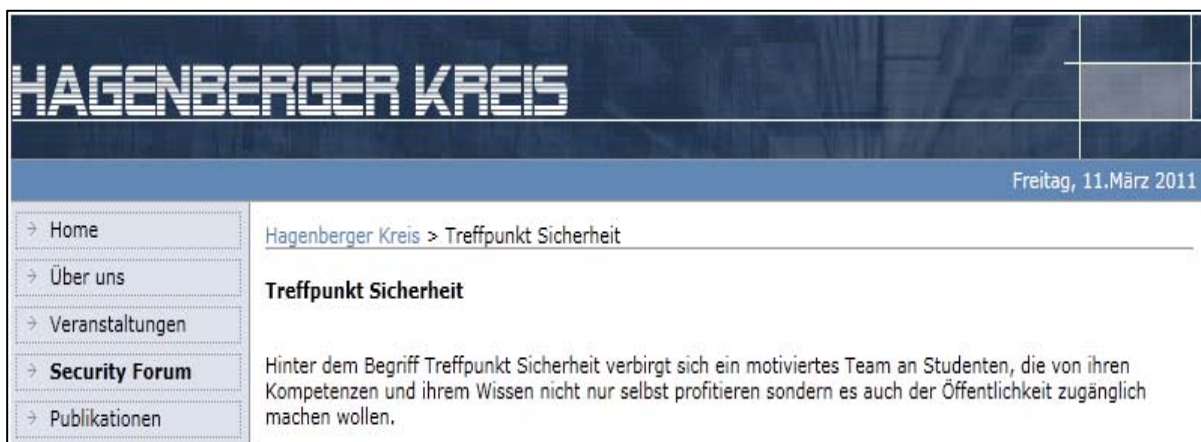 HAGENBERGER KREIS
Freitag, 11.März 2011
Home
Über uns
Veranstaltungen
Security Forum
Publikationen
Hagenberger Kreis > Treffpunkt Sicherheit
Treffpunkt Sicherheit
Hinter dem Begriff Treffpunkt Sicherheit verbirgt sich ein motiviertes Team an Studenten, die von ihren
Kompetenzen und ihrem Wissen nicht nur selbst profitieren sondern es auch der Öffentlichkeit zugänglich
machen wollen.